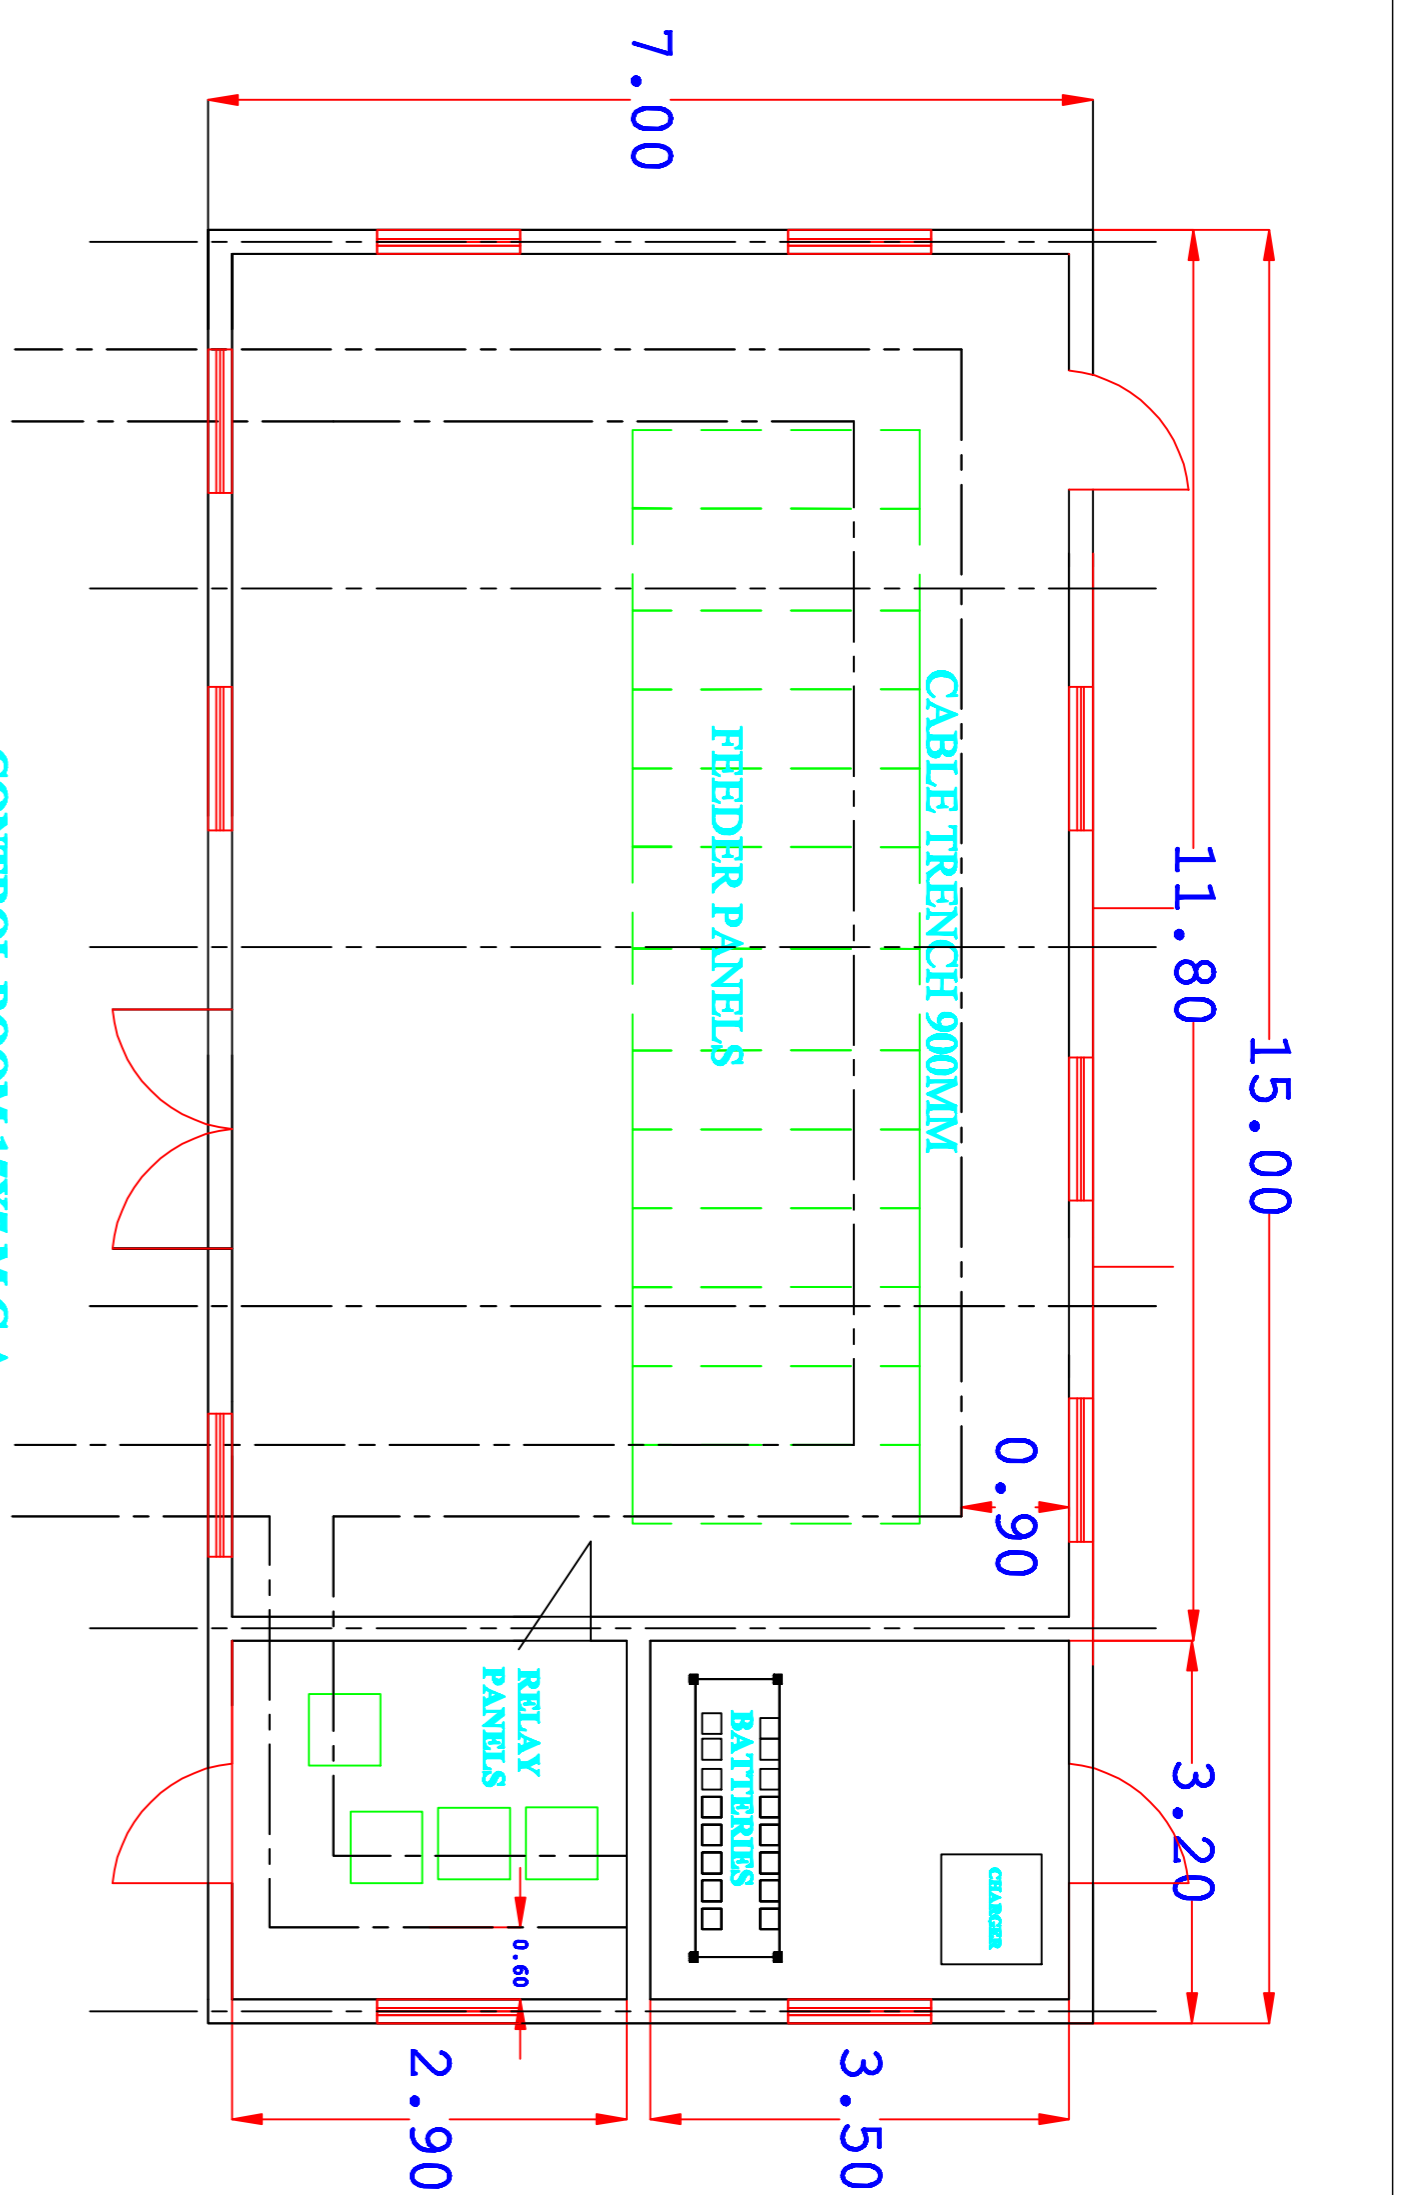 7.00
15.00
11.80
3.20
CABLE TRENCH 900MM
FEEDER PANELS
0.90
RELAY
PANELS
BATTERIES
CHARGER
0.60
3.50
2.90